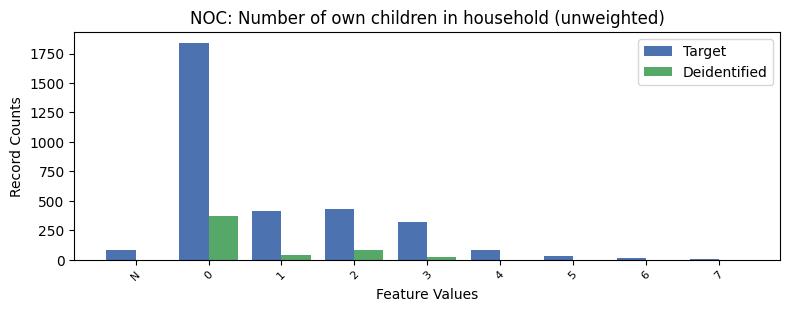 NOC: Number of own children in household (unweighted)
Target
Deidentified
1750
1500
1250
1000
750
500
250
0
Record Counts
N
0
1
2
3
4
5
6
7
Feature Values